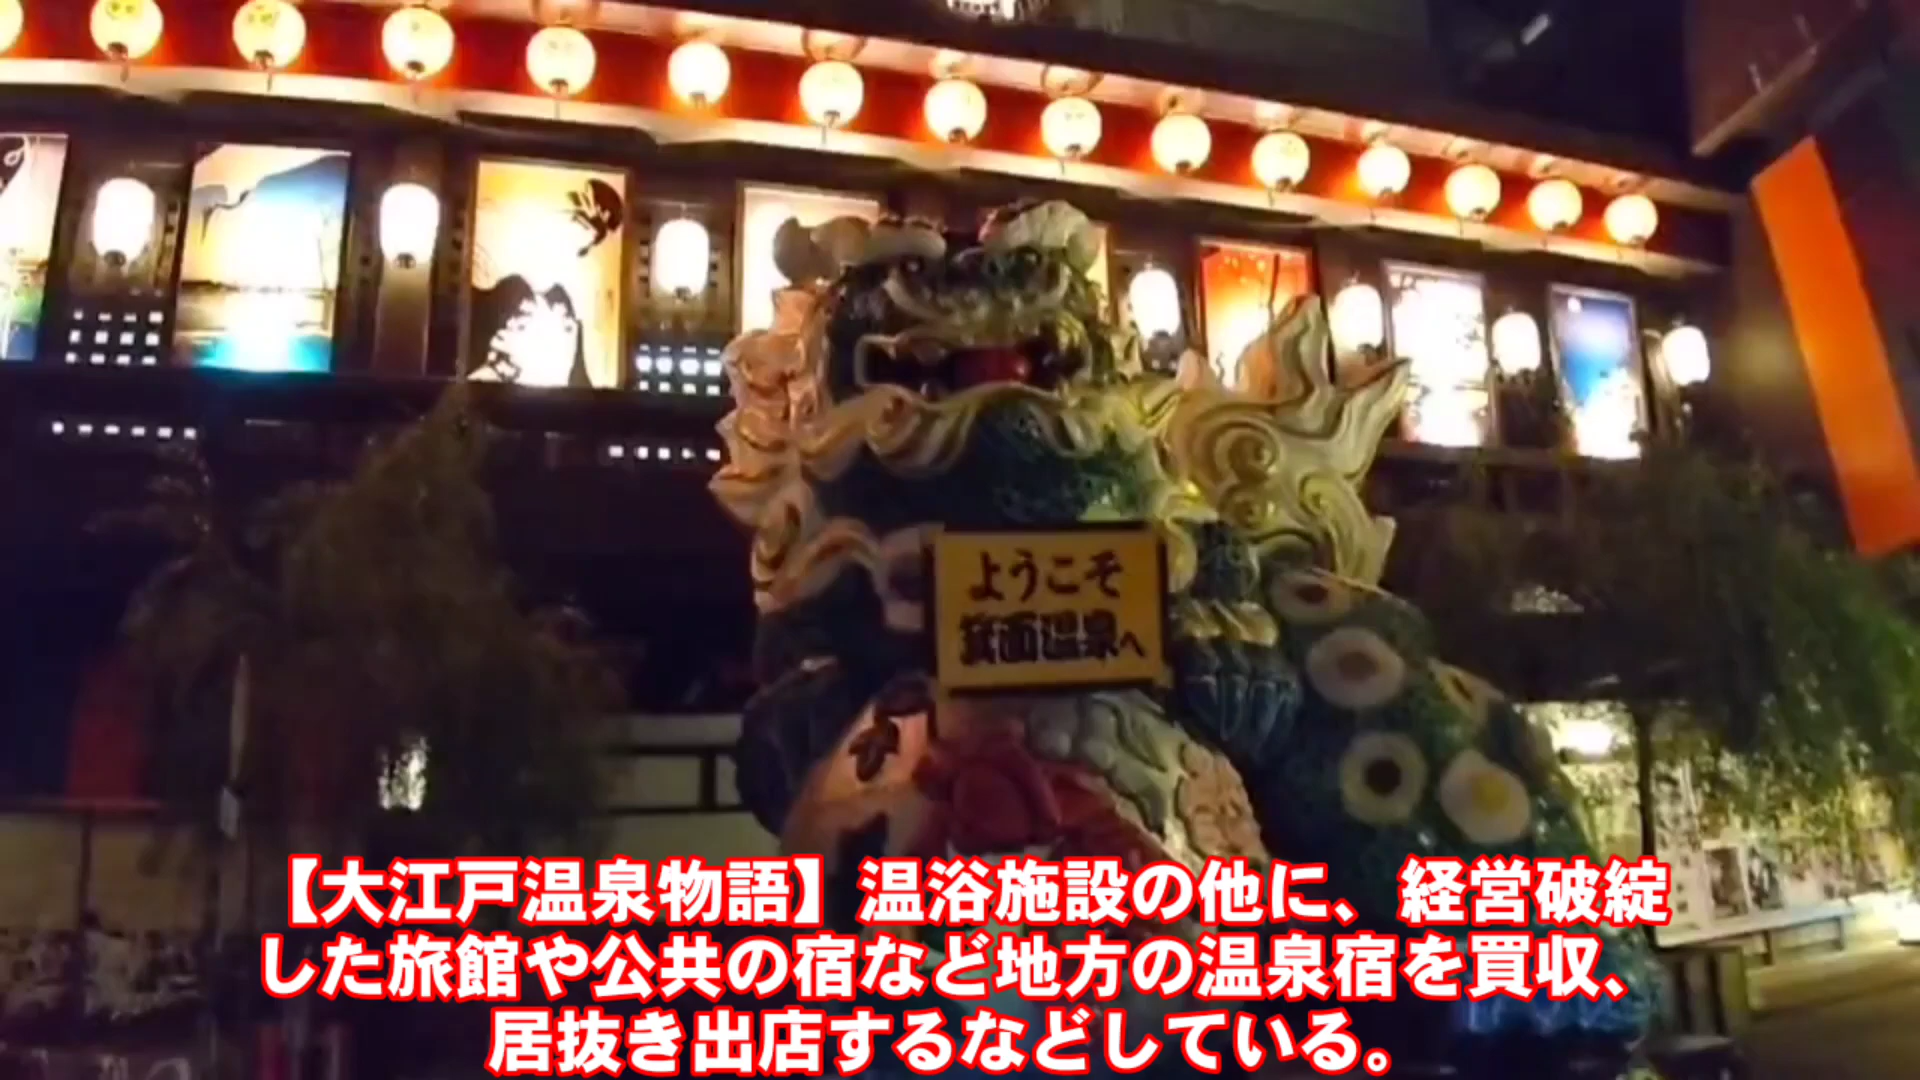 ようこそ
箕面温泉へ
【大江戸温泉物語】温浴施設の他に、経営破綻
した旅館や公共の宿など地方の温泉宿を買収、
居抜き出店するなどしている。